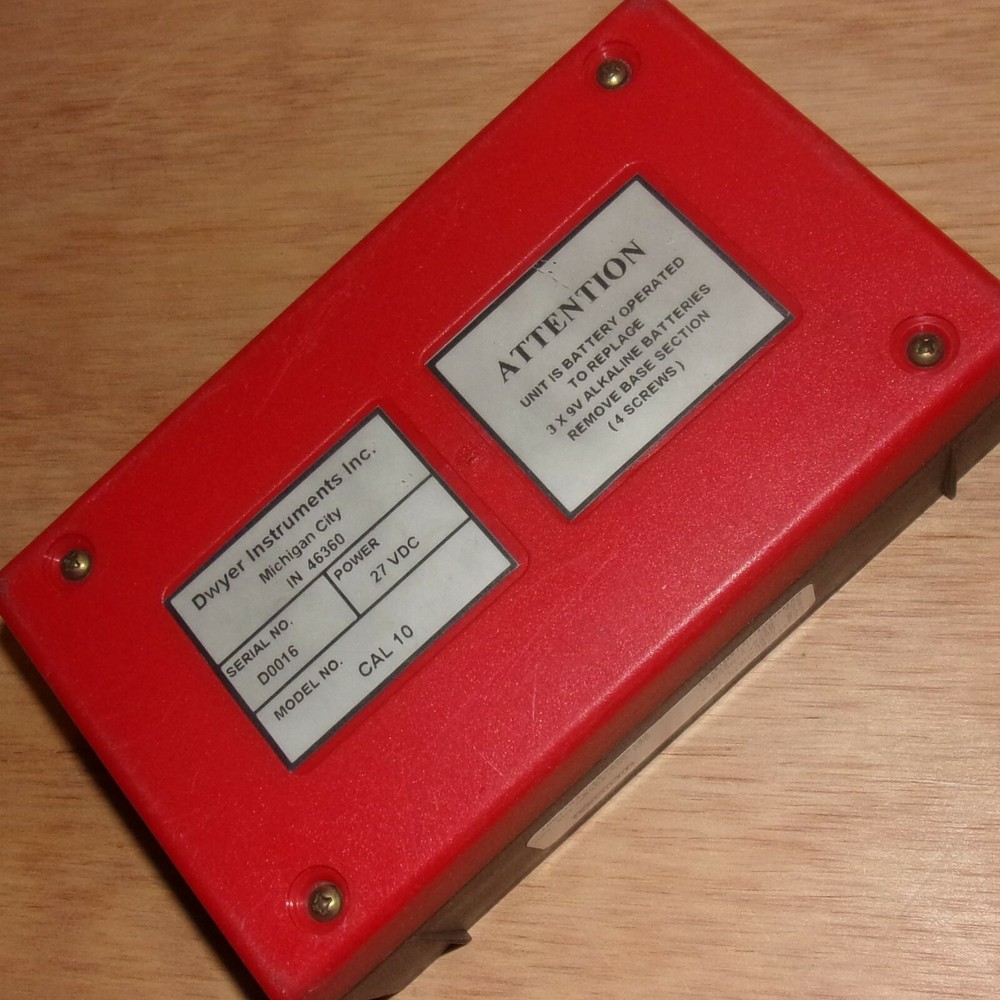 ATTENTION
UNIT IS BATTERY OPERATED
TO REPLAGE
3 X 9V ALKALINE BATTERIES
REMOVE BASE SECTION
( 4 SCREWS )
Dwyer Instruments Inc.
Michigan City
IN 46360
SERIAL NO.
D0016
POWER
27 VDC
MODEL NO.
CAL 10